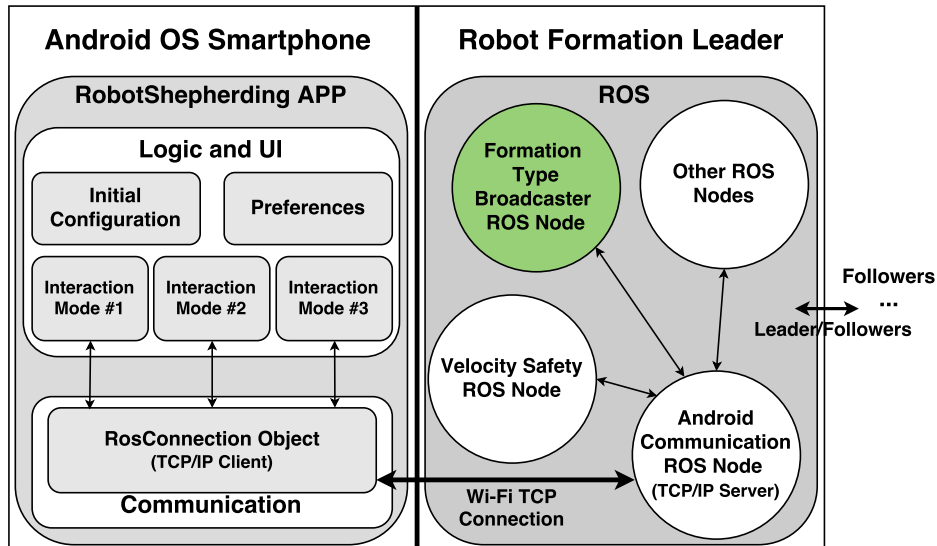 Android OS Smartphone
RobotShepherding APP
Logic and UI
Initial
Configuration
Preferences
Interaction
Mode #1
Interaction
Mode #2
Interaction
Mode #3
RosConnection Object
(TCP/IP Client)
Communication
Robot Formation Leader
ROS
Formation
Type
Broadcaster
ROS Node
Other ROS
Nodes
Velocity Safety
ROS Node
Android
Communication
ROS Node
(TCP/IP Server)
Wi-Fi TCP
Connection
Followers
...
Leader/Followers